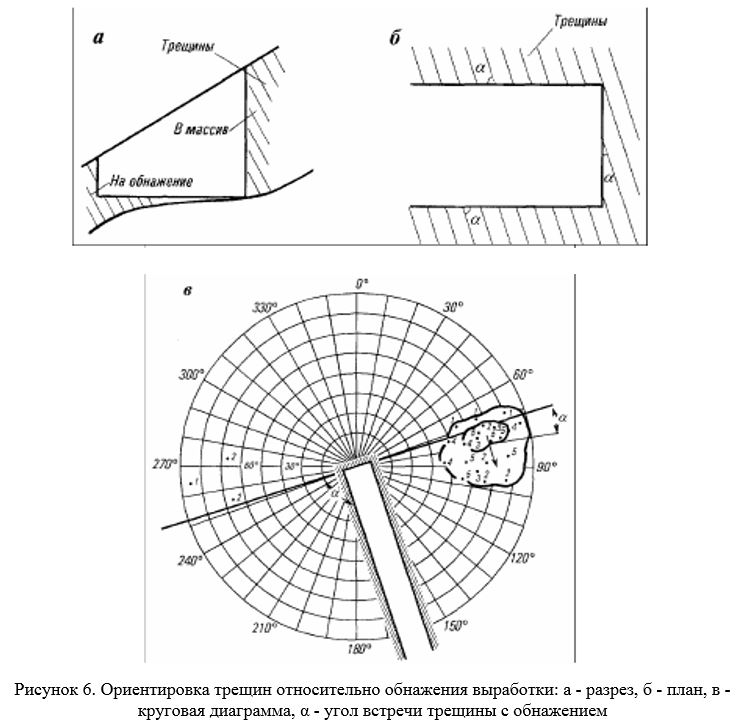 а
Трещины
В массив
На обнажение
б
Трещины
α
α
α
в
0°
330°
30°
300°
60°
α
270°
60°
30°
90°
240°
α
120°
210°
150°
180°
Рисунок 6. Ориентировка трещин относительно обнажения выработки: а - разрез, б - план, в -
круговая диаграмма, α - угол встречи трещины с обнажением